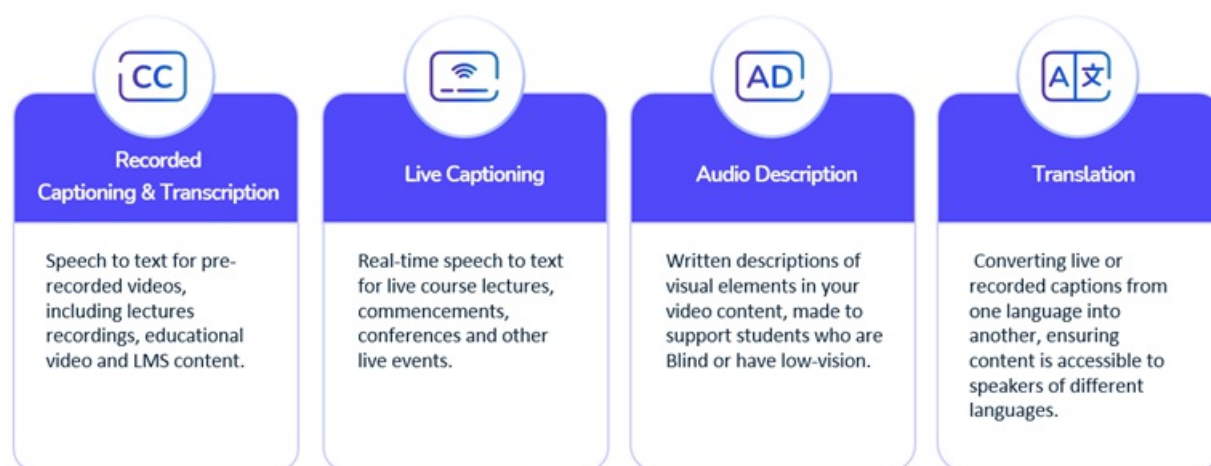 CC
Recorded
Captioning & Transcription
Speech to text for pre-
recorded videos,
including lectures
recordings, educational
video and LMS content.
Live Captioning
Real-time speech to text
for live course lectures,
commencements,
conferences and other
live events.
AD
Audio Description
Written descriptions of
visual elements in your
video content, made to
support students who are
Blind or have low-vision.
A文
Translation
Converting live or
recorded captions from
one language into
another, ensuring
content is accessible to
speakers of different
languages.